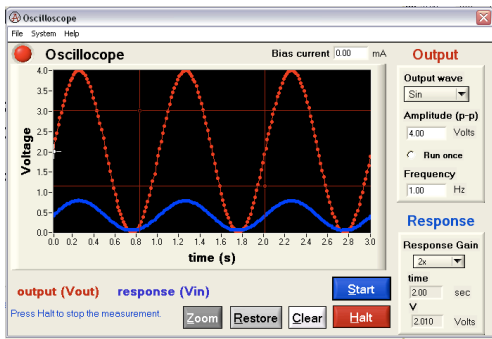 Oscilloscope
File System Help
Oscillocope
Bias current 0.00 mA
Output
Output wave
Sin
Amplitude (p-p)
4.00 Volts
Run once
Frequency
1.00 Hz
Voltage
4.0
3.5
3.0
2.5
2.0
1.5
1.0
0.5
0.0
0.0 0.2 0.4 0.6 0.8 1.0 1.2 1.4 1.6 1.8 2.0 2.2 2.4 2.6 2.8 3.0
time (s)
Response
Response Gain
2x
time
2.00 sec
V
2.010 Volts
output (Vout) response (Vin)
Start
Press Halt to stop the measurement.
Zoom Restore Clear Halt